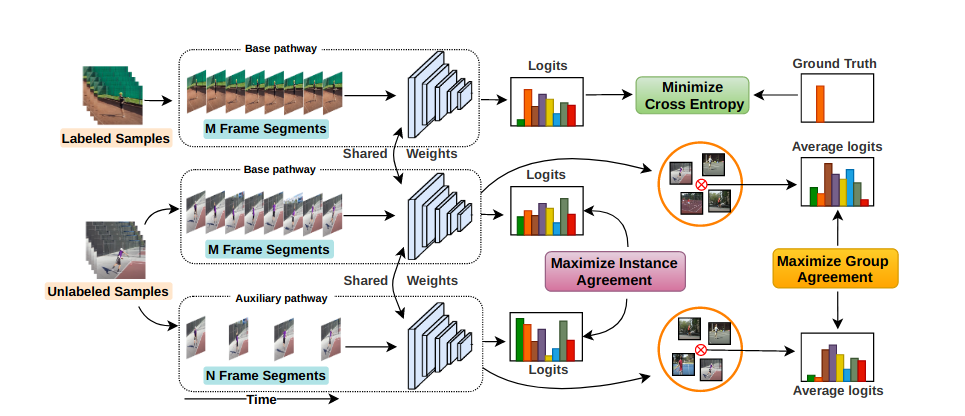 Base pathway
Logits
Ground Truth
Minimize
Cross Entropy
M Frame Segments
Labeled Samples
Shared Weights
Base pathway
Logits
Average logits
M Frame Segments
Maximize Instance
Agreement
Maximize Group
Agreement
Shared Weights
Unlabeled Samples
Auxiliary pathway
N Frame Segments
Logits
Average logits
Time